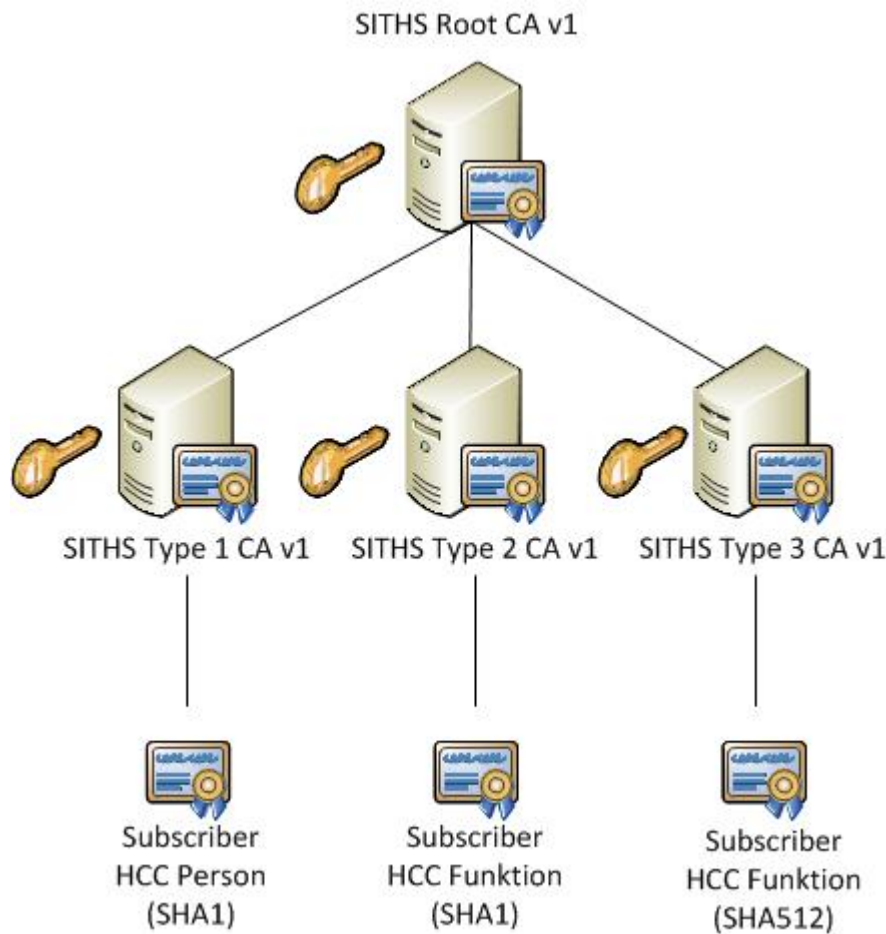 SITHS Root CA v1
SITHS Type 1 CA v1
SITHS Type 2 CA v1
SITHS Type 3 CA v1
Subscriber
HCC Person
(SHA1)
Subscriber
HCC Funktion
(SHA1)
Subscriber
HCC Funktion
(SHA512)